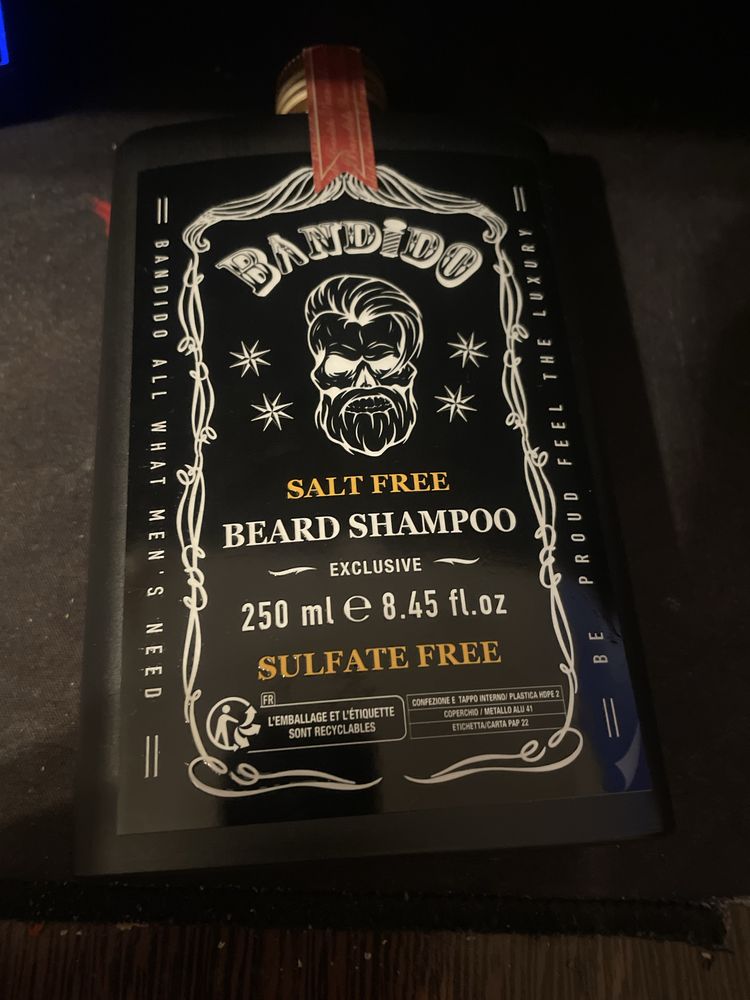 BANDIDO
SALT FREE
BEARD SHAMPOO
EXCLUSIVE
250 ml ℮ 8.45 fl.oz
SULFATE FREE
FR
L'EMBALLAGE ET L'ÉTIQUETTE
SONT RECYCLABLES
CONFEZIONE E TAPPO INTERNO/ PLASTICA HDPE 2
COPERCHIO / METALLO ALU 41
ETICHETTA/CARTA PAP 22
BANDIDO ALL WHAT MEN'S NEED
BE PROUD FEEL THE LUXURY